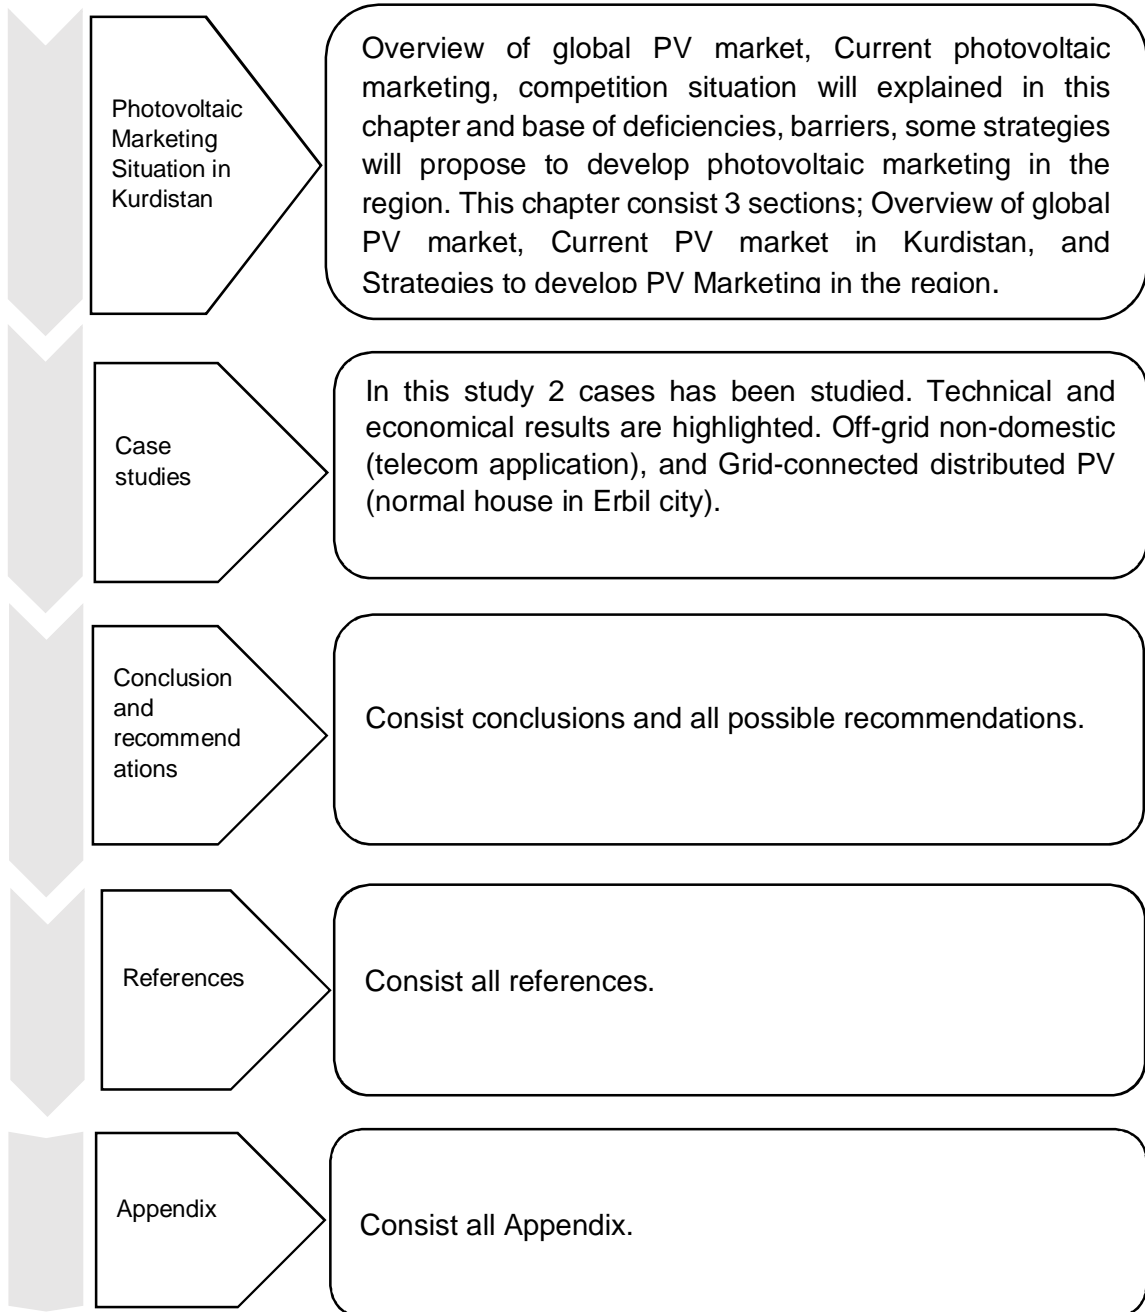 Photovoltaic
Marketing
Situation in
Kurdistan
Overview of global PV market, Current photovoltaic
marketing, competition situation will explained in this
chapter and base of deficiencies, barriers, some strategies
will propose to develop photovoltaic marketing in the
region. This chapter consist 3 sections; Overview of global
PV market, Current PV market in Kurdistan, and
Strategies to develop PV Marketing in the region.
Case
studies
In this study 2 cases has been studied. Technical and
economical results are highlighted. Off-grid non-domestic
(telecom application), and Grid-connected distributed PV
(normal house in Erbil city).
Conclusion
and
recommend
ations
Consist conclusions and all possible recommendations.
References
Consist all references.
Appendix
Consist all Appendix.